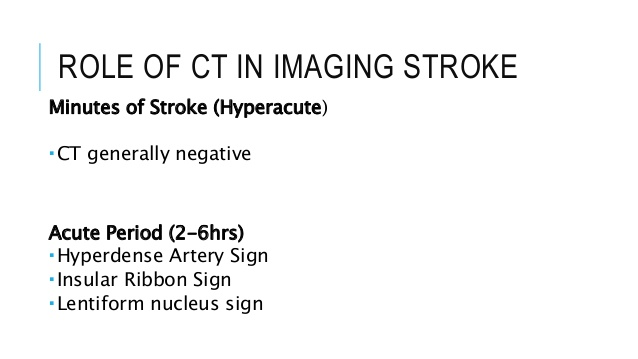 ROLE OF CT IN IMAGING STROKE
Minutes of Stroke (Hyperacute)
▪CT generally negative
Acute Period (2-6hrs)
▪Hyperdense Artery Sign
▪Insular Ribbon Sign
▪Lentiform nucleus sign